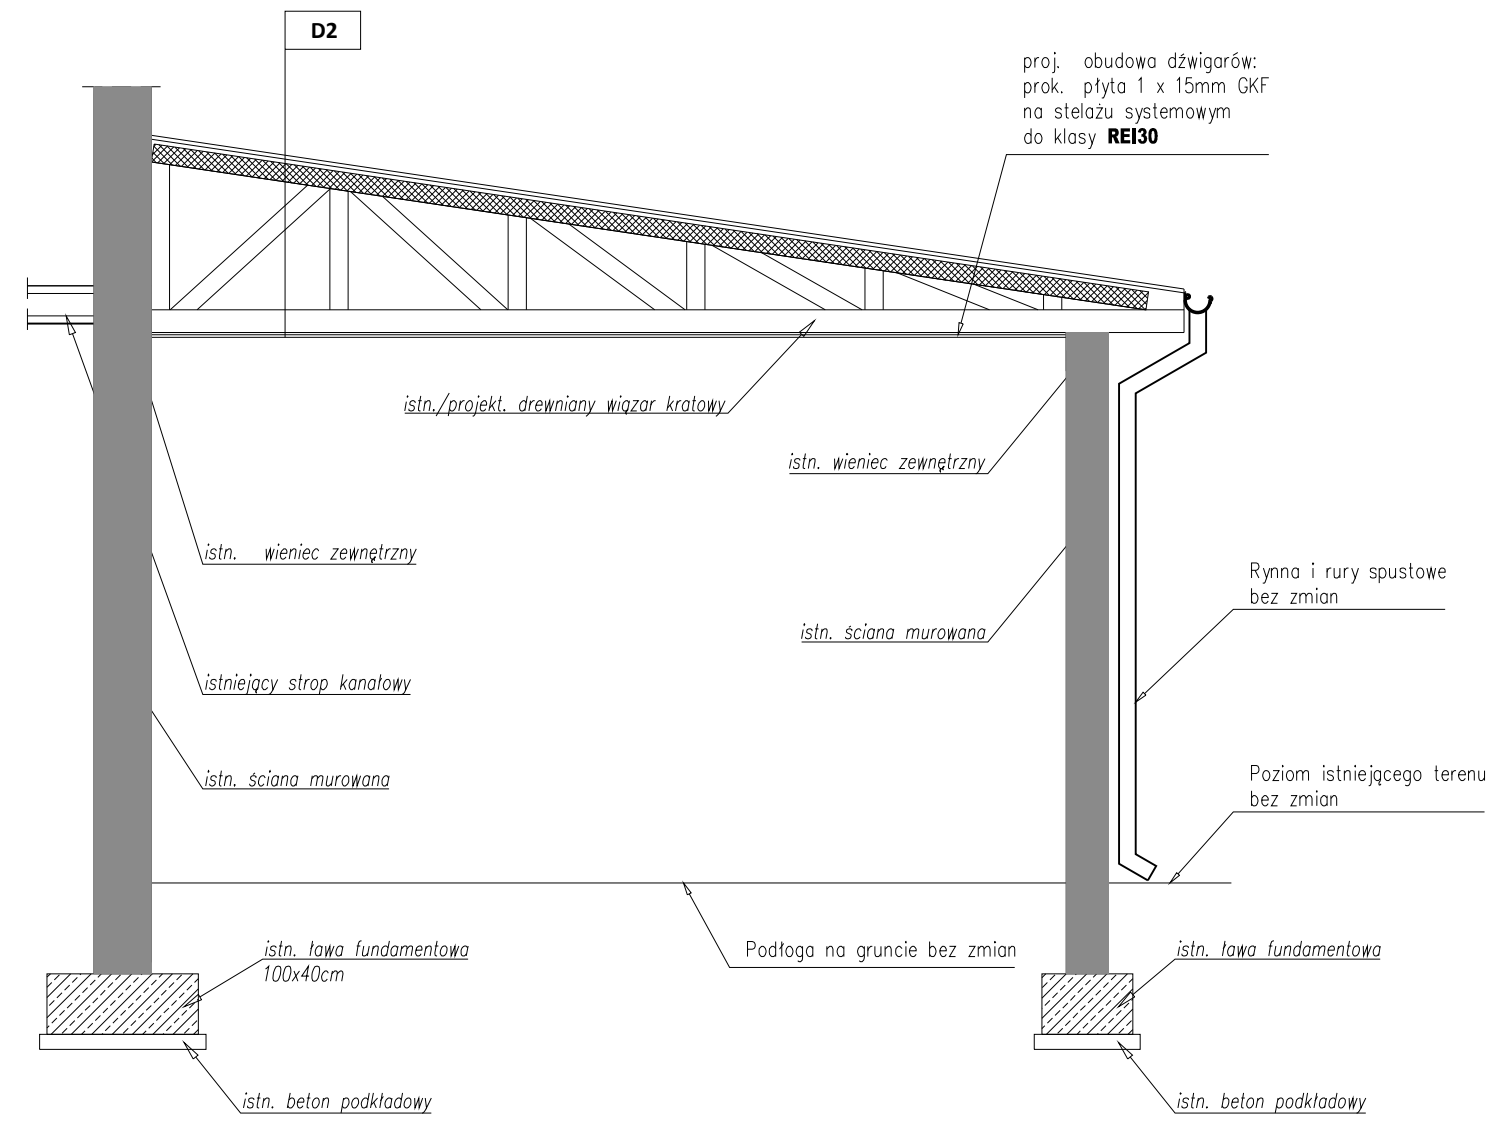 D2
proj. obudowa dźwigarów:
prok. płyta 1 x 15mm GKF
na stelażu systemowym
do klasy REI30
istn./projekt. drewniany wiązar kratowy
istn. wieniec zewnętrzny
istn. wieniec zewnętrzny
Rynna i rury spustowe
bez zmian
istn. ściana murowana
istniejący strop kanałowy
istn. ściana murowana
Poziom istniejącego terenu
bez zmian
istn. ława fundamentowa
100x40cm
Podłoga na gruncie bez zmian
istn. ława fundamentowa
istn. beton podkładowy
istn. beton podkładowy